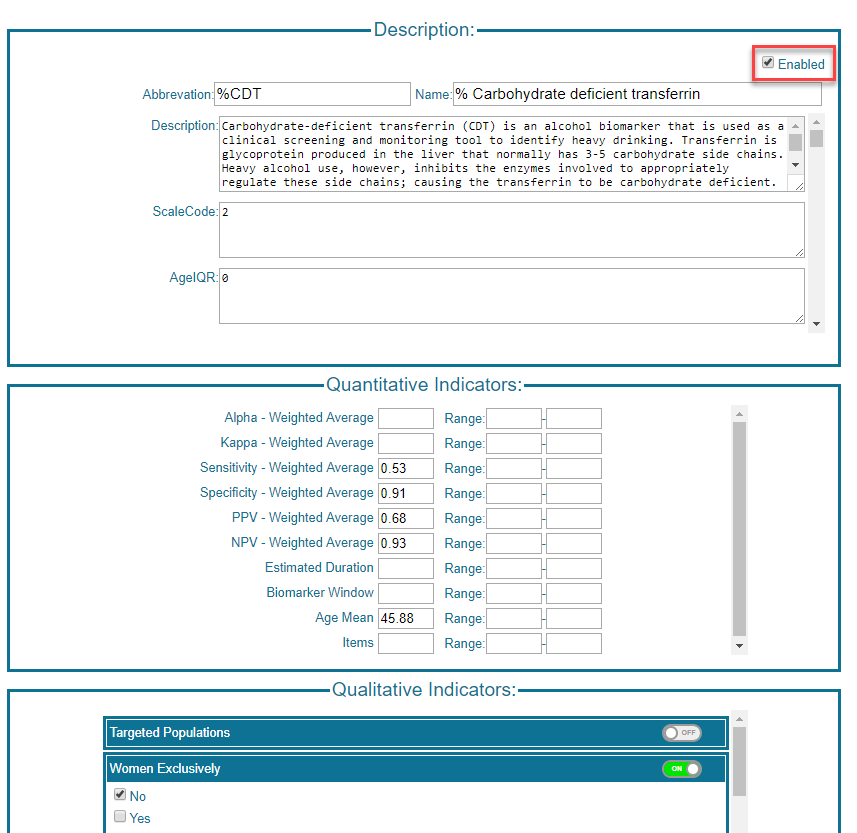 Description:
Enabled
Abbrevation: %CDT Name: % Carbohydrate deficient transferrin
Description: Carbohydrate-deficient transferrin (CDT) is an alcohol biomarker that is used as a
clinical screening and monitoring tool to identify heavy drinking. Transferrin is
glycoprotein produced in the liver that normally has 3-5 carbohydrate side chains.
Heavy alcohol use, however, inhibits the enzymes involved to appropriately
regulate these side chains; causing the transferrin to be carbohydrate deficient.
ScaleCode: 2
AgeIQR: 0
Quantitative Indicators:
Alpha - Weighted Average Range: -
Kappa - Weighted Average Range: -
Sensitivity - Weighted Average 0.53 Range: -
Specificity - Weighted Average 0.91 Range: -
PPV - Weighted Average 0.68 Range: -
NPV - Weighted Average 0.93 Range: -
Estimated Duration Range: -
Biomarker Window Range: -
Age Mean 45.88 Range: -
Items Range: -
Qualitative Indicators:
Targeted Populations OFF
Women Exclusively ON
No
Yes